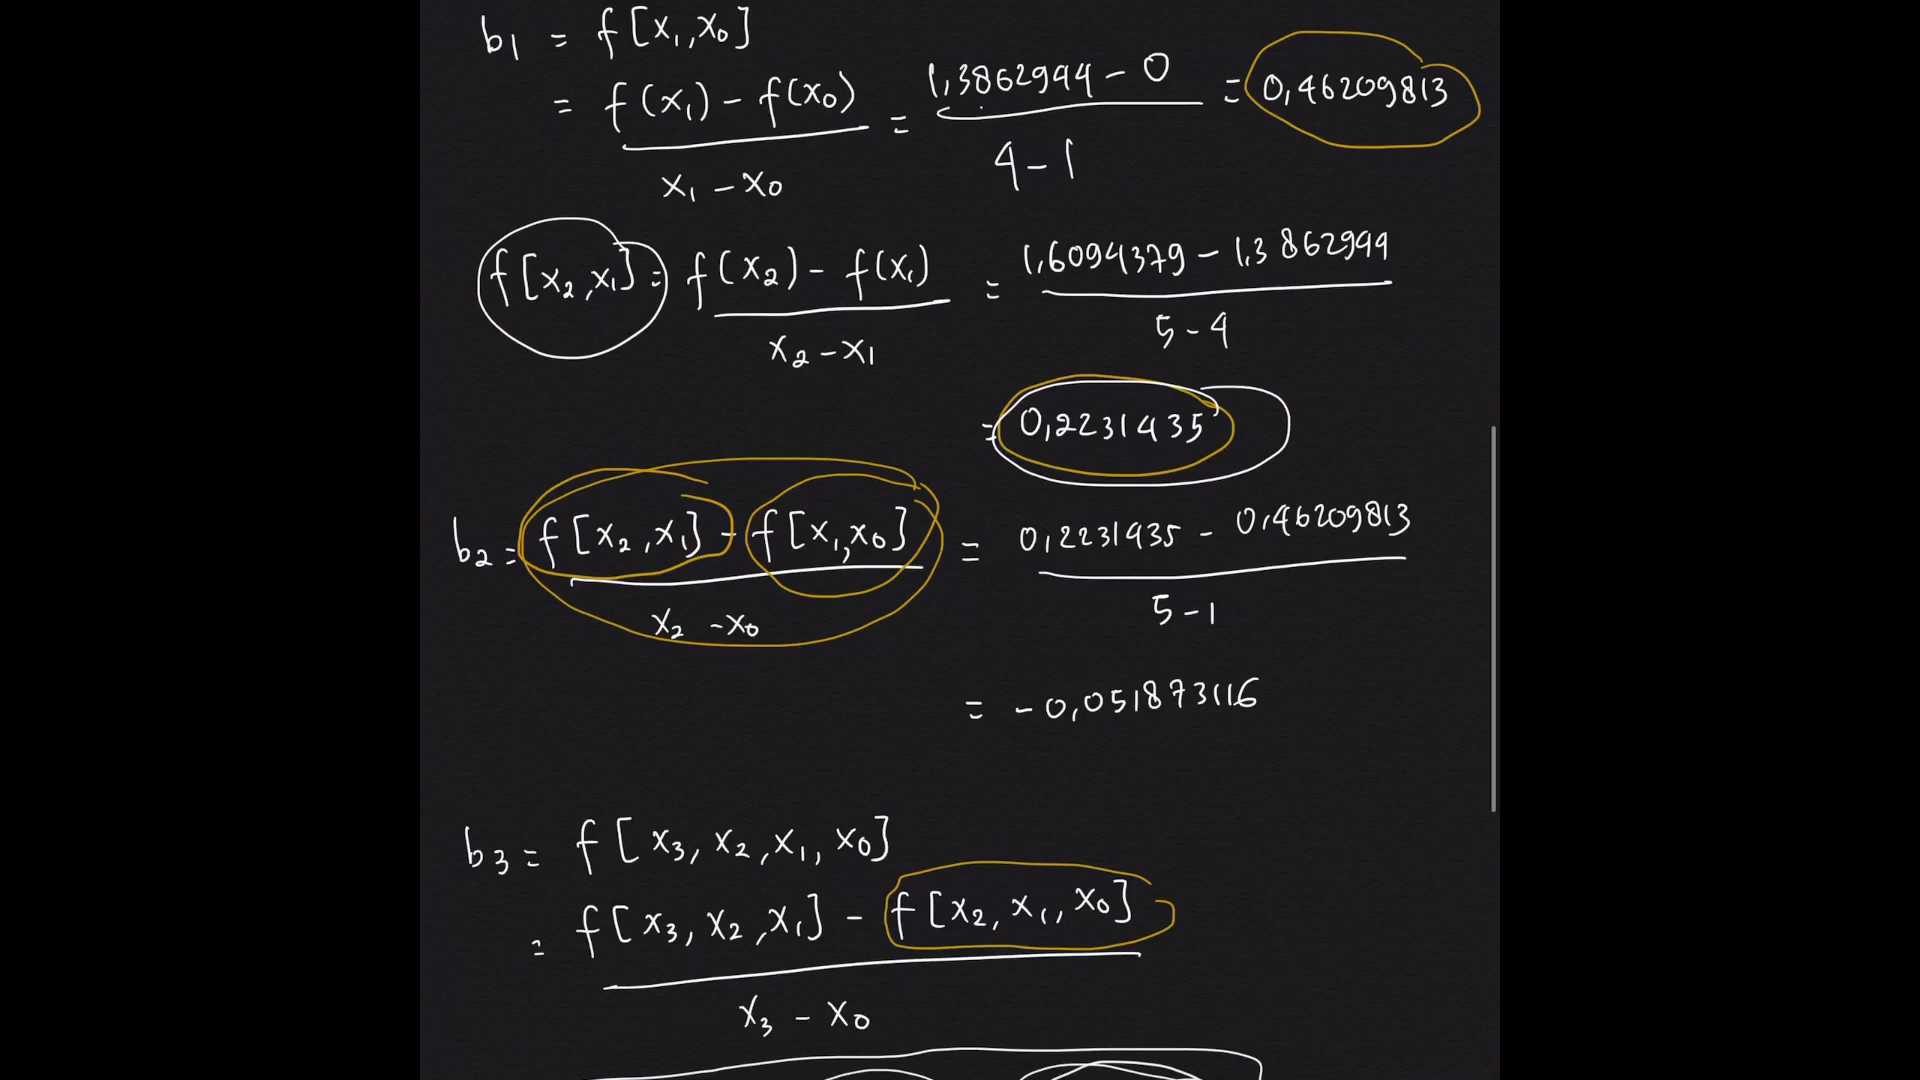 b₁ = f[x₁,x₀]
= f(x₁) - f(x₀) / x₁ - x₀ = 1,3862944 - 0 / 4 - 1 = 0,46209813
f[x₂,x₁] = f(x₂) - f(x₁) / x₂ - x₁ = 1,6094379 - 1,3862944 / 5 - 4
= 0,2231435
b₂ = f[x₂,x₁] - f[x₁,x₀] / x₂ - x₀ = 0,2231435 - 0,46209813 / 5 - 1
= -0,051873116
b₃ = f[x₃, x₂, x₁, x₀]
= f[x₃, x₂, x₁] - f[x₂, x₁, x₀] / x₃ - x₀